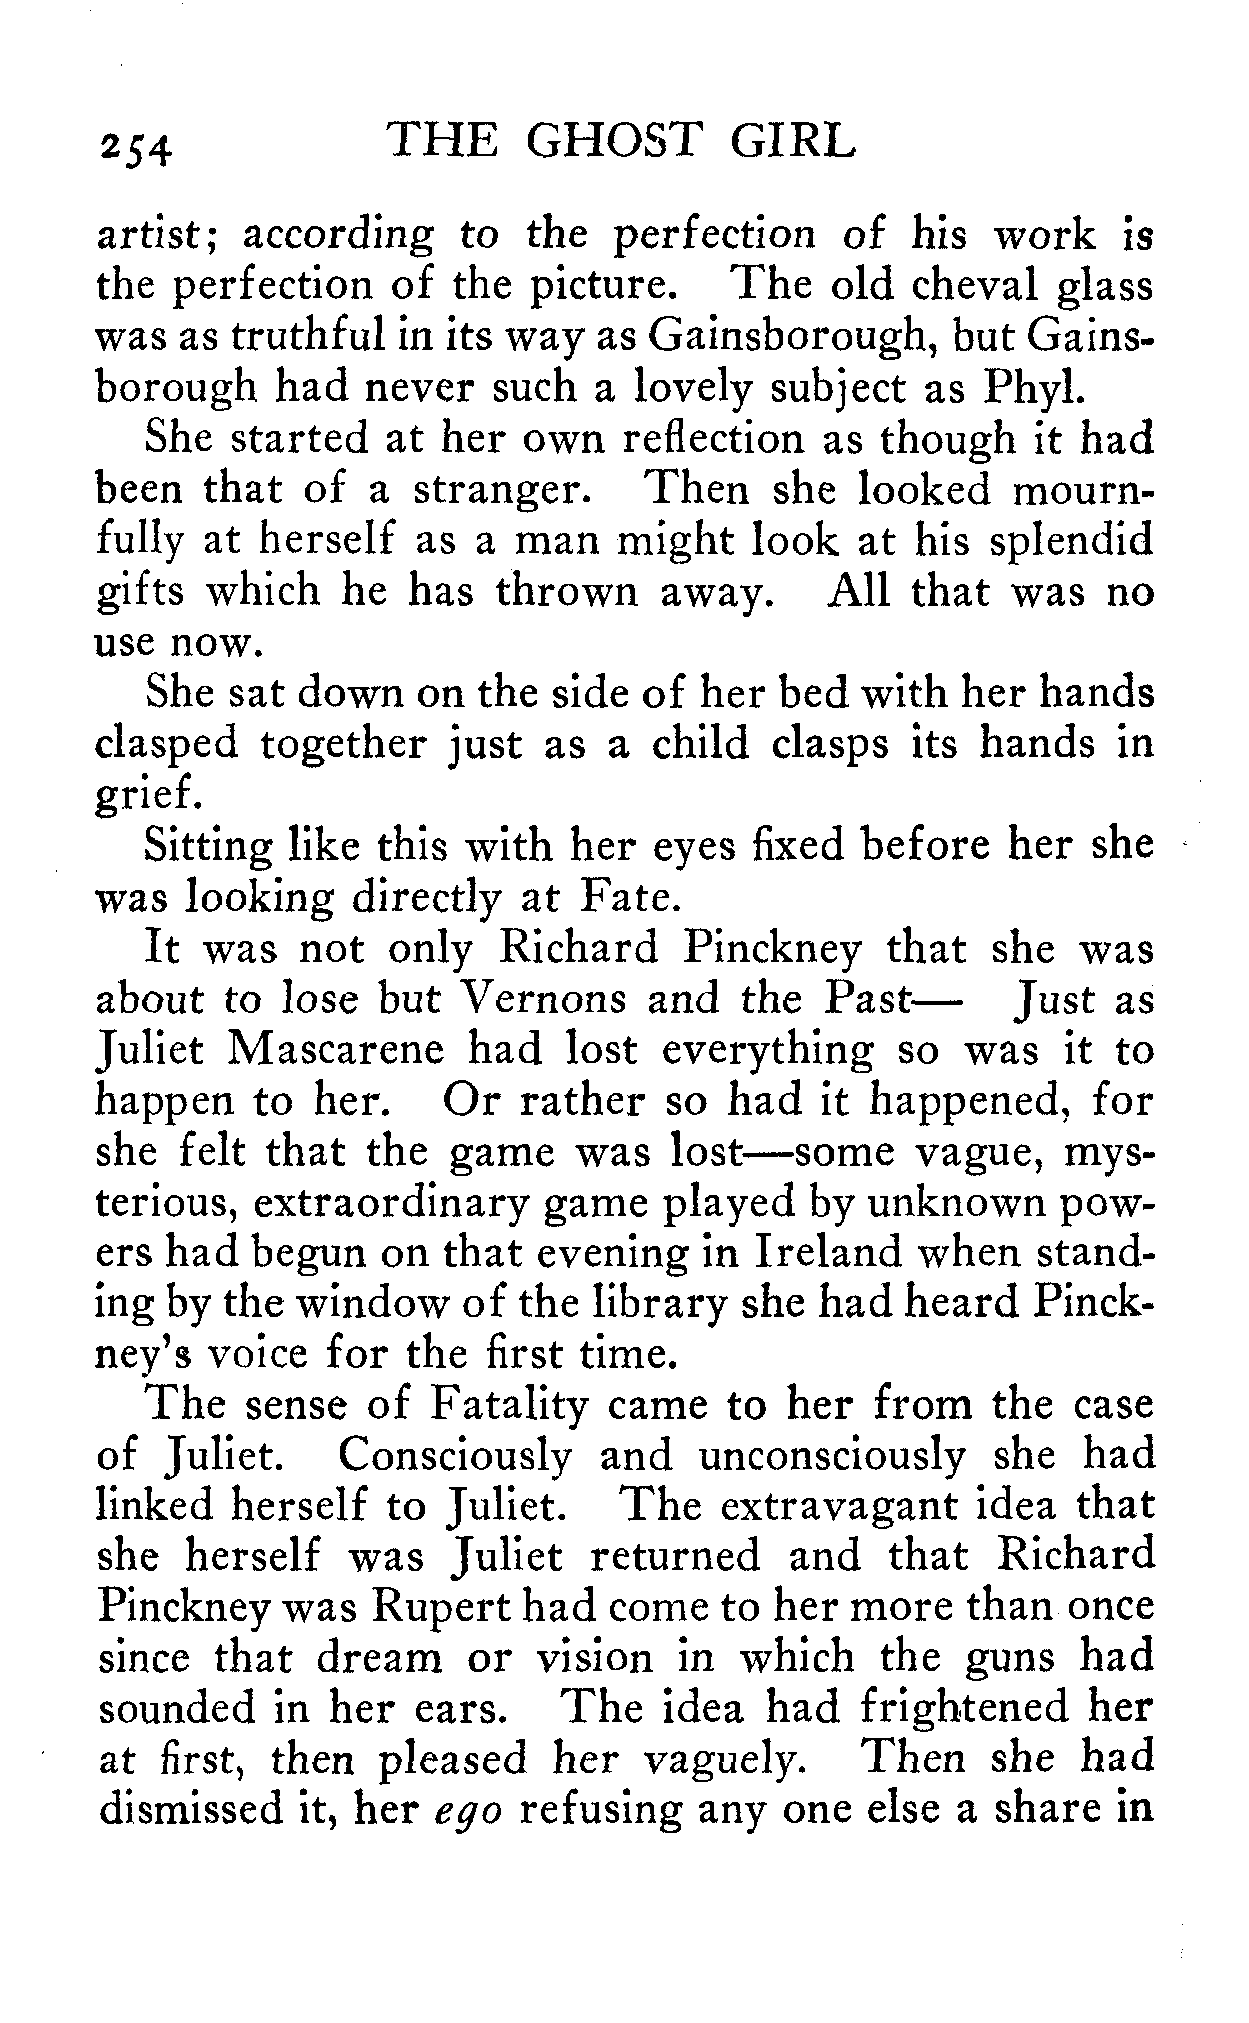 254 THE GHOST GIRL
artist; according to the perfection of his work is
the perfection of the picture. The old cheval glass
was as truthful in its way as Gainsborough, but Gains-
borough had never such a lovely subject as Phyl.
She started at her own reflection as though it had
been that of a stranger. Then she looked mourn-
fully at herself as a man might look at his splendid
gifts which he has thrown away. All that was no
use now.
She sat down on the side of her bed with her hands
clasped together just as a child clasps its hands in
grief.
Sitting like this with her eyes fixed before her she
was looking directly at Fate.
It was not only Richard Pinckney that she was
about to lose but Vernons and the Past— Just as
Juliet Mascarene had lost everything so was it to
happen to her. Or rather so had it happened, for
she felt that the game was lost—some vague, mys-
terious, extraordinary game played by unknown pow-
ers had begun on that evening in Ireland when stand-
ing by the window of the library she had heard Pinck-
ney's voice for the first time.
The sense of Fatality came to her from the case
of Juliet. Consciously and unconsciously she had
linked herself to Juliet. The extravagant idea that
she herself was Juliet returned and that Richard
Pinckney was Rupert had come to her more than once
since that dream or vision in which the guns had
sounded in her ears. The idea had frightened her
at first, then pleased her vaguely. Then she had
dismissed it, her ego refusing any one else a share in